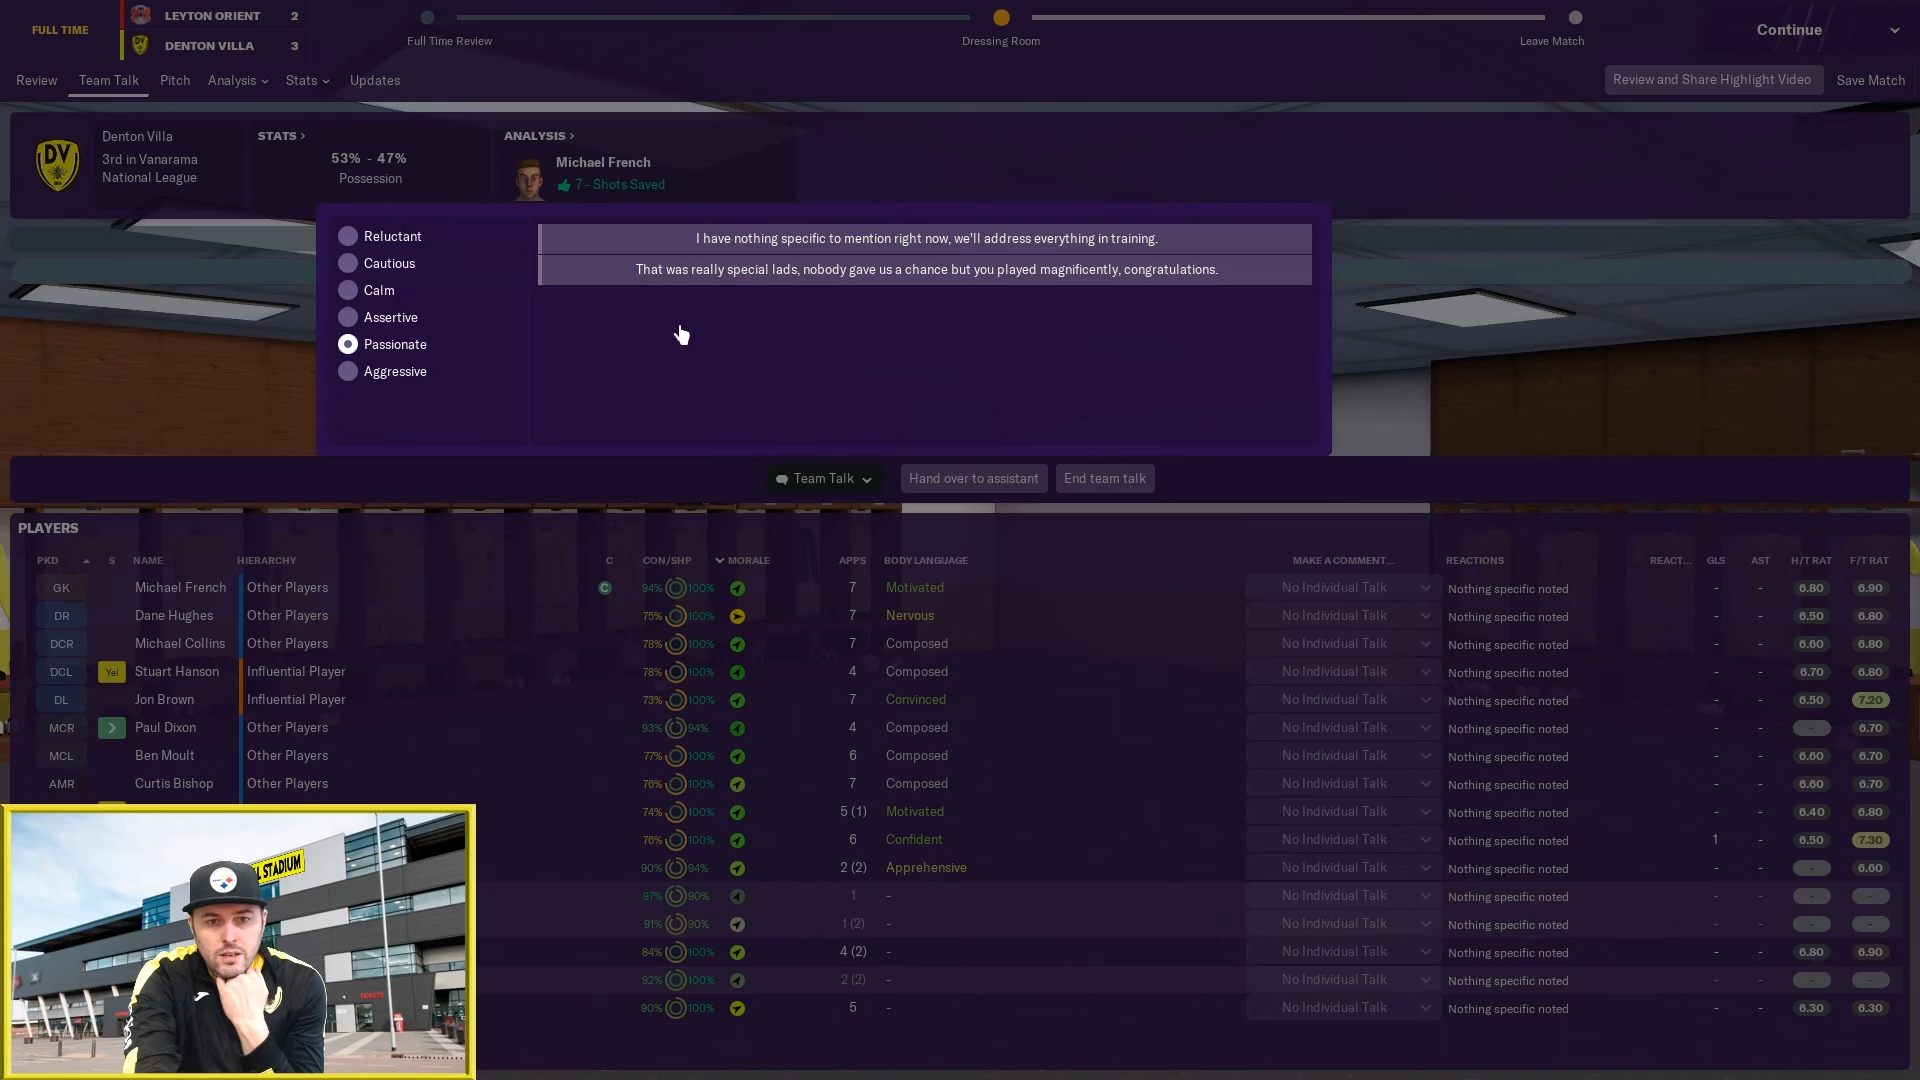 FULL TIME
LEYTON ORIENT 2
DENTON VILLA 3
Full Time Review
Dressing Room
Leave Match
Continue
Review
Team Talk
Pitch
Analysis
Stats
Updates
Review and Share Highlight Video
Save Match
DV
Denton Villa
3rd in Vanarama
National League
STATS >
53% - 47%
Possession
ANALYSIS >
Michael French
7 - Shots Saved
Reluctant
Cautious
Calm
Assertive
Passionate
Aggressive
I have nothing specific to mention right now, we'll address everything in training.
That was really special lads, nobody gave us a chance but you played magnificently, congratulations.
Team Talk
Hand over to assistant
End team talk
PLAYERS
PKD S NAME HIERARCHY C CON/SHP MORALE APPS BODY LANGUAGE MAKE A COMMENT... REACTIONS REACT... GLS AST H/T RAT F/T RAT
GK Michael French Other Players C 94% 100% 7 Motivated No Individual Talk Nothing specific noted - - 6.80 6.90
DR Dane Hughes Other Players 75% 100% 7 Nervous No Individual Talk Nothing specific noted - - 6.50 6.80
DCR Michael Collins Other Players 78% 100% 7 Composed No Individual Talk Nothing specific noted - - 6.60 6.80
DCL Yel Stuart Hanson Influential Player 78% 100% 4 Composed No Individual Talk Nothing specific noted - - 6.70 6.80
DL Jon Brown Influential Player 73% 100% 7 Convinced No Individual Talk Nothing specific noted - - 6.50 7.20
MCR Paul Dixon Other Players 93% 94% 4 Composed No Individual Talk Nothing specific noted - - - 6.70
MCL Ben Moult Other Players 77% 100% 6 Composed No Individual Talk Nothing specific noted - - 6.60 6.70
AMR Curtis Bishop Other Players 76% 100% 7 Composed No Individual Talk Nothing specific noted - - 6.60 6.70
74% 100% 5 (1) Motivated No Individual Talk Nothing specific noted - - 6.40 6.80
76% 100% 6 Confident No Individual Talk Nothing specific noted 1 - 6.50 7.30
90% 94% 2 (2) Apprehensive No Individual Talk Nothing specific noted - - - 6.60
97% 90% 1 - No Individual Talk Nothing specific noted - - - -
91% 90% 1 (2) - No Individual Talk Nothing specific noted - - - -
84% 100% 4 (2) - No Individual Talk Nothing specific noted - - 6.80 6.90
92% 100% 2 (2) - No Individual Talk Nothing specific noted - - - -
90% 100% 5 - No Individual Talk Nothing specific noted - - 6.30 6.30
L STADIUM
TICKETS